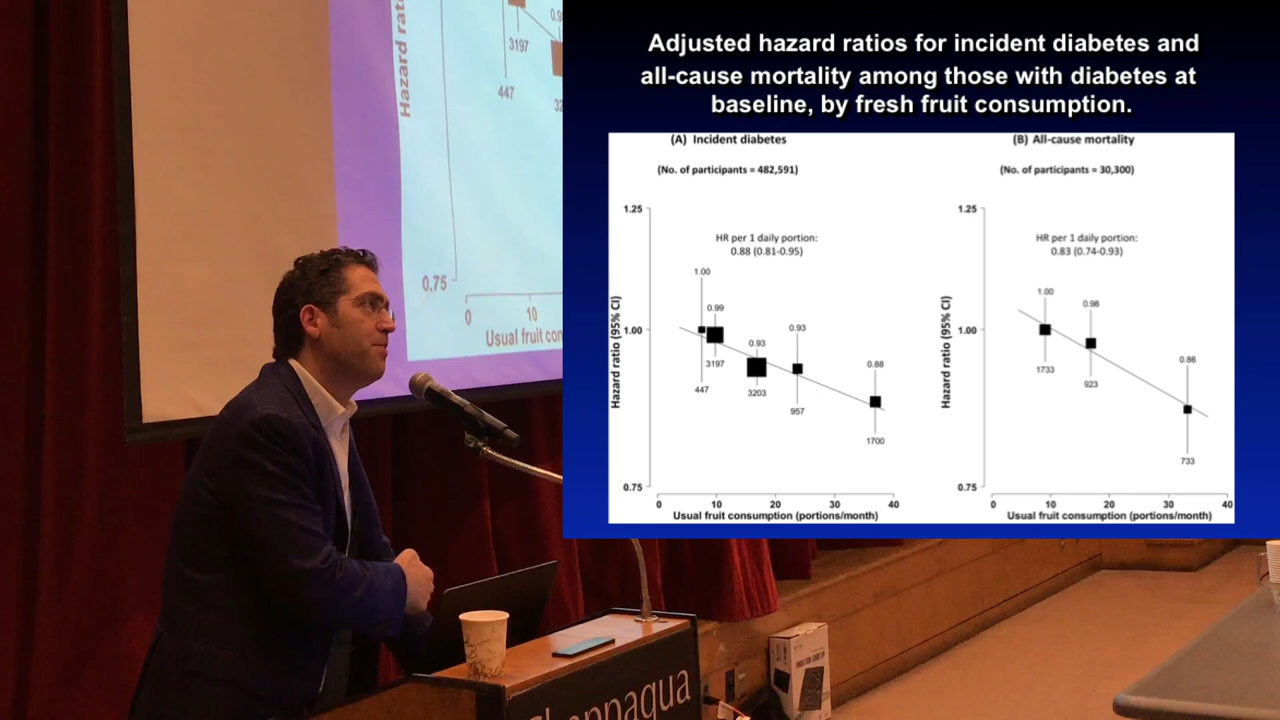 Adjusted hazard ratios for incident diabetes and
all-cause mortality among those with diabetes at
baseline, by fresh fruit consumption.
(A) Incident diabetes
(No. of participants = 482,591)
1.25
HR per 1 daily portion:
0.88 (0.81-0.95)
1.00
0.99
0.93
0.93
0.88
1.00
3197
447
3203
957
1700
0.75
0
10
20
30
40
Hazard ratio (95% CI)
Usual fruit consumption (portions/month)
(B) All-cause mortality
(No. of participants = 30,300)
1.25
HR per 1 daily portion:
0.83 (0.74-0.93)
1.00
0.98
0.86
1.00
1733
923
733
0.75
0
10
20
30
40
Hazard ratio (95% CI)
Usual fruit consumption (portions/month)
3197
447
0.75
0
10
Usual fruit
Hazard